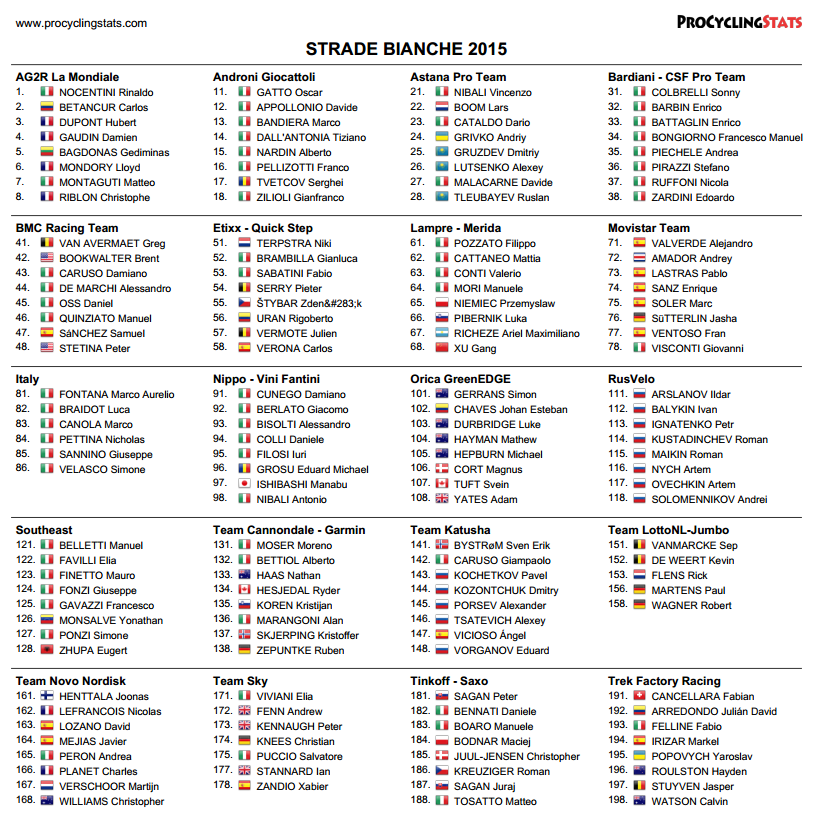 www.procyclingstats.com
PROCYCLINGSTATS
STRADE BIANCHE 2015
AG2R La Mondiale
1. NOCENTINI Rinaldo
2. BETANCUR Carlos
3. DUPONT Hubert
4. GAUDIN Damien
5. BAGDONAS Gediminas
6. MONDORY Lloyd
7. MONTAGUTI Matteo
8. RIBLON Christophe
Androni Giocattoli
11. GATTO Oscar
12. APPOLLONIO Davide
13. BANDIERA Marco
14. DALL'ANTONIA Tiziano
15. NARDIN Alberto
16. PELLIZOTTI Franco
17. TVETCOV Serghei
18. ZILIOLI Gianfranco
Astana Pro Team
21. NIBALI Vincenzo
22. BOOM Lars
23. CATALDO Dario
24. GRIVKO Andriy
25. GRUZDEV Dmitriy
26. LUTSENKO Alexey
27. MALACARNE Davide
28. TLEUBAYEV Ruslan
Bardiani - CSF Pro Team
31. COLBRELLI Sonny
32. BARBIN Enrico
33. BATTAGLIN Enrico
34. BONGIORNO Francesco Manuel
35. PIECHELE Andrea
36. PIRAZZI Stefano
37. RUFFONI Nicola
38. ZARDINI Edoardo
BMC Racing Team
41. VAN AVERMAET Greg
42. BOOKWALTER Brent
43. CARUSO Damiano
44. DE MARCHI Alessandro
45. OSS Daniel
46. QUINZIATO Manuel
47. SáNCHEZ Samuel
48. STETINA Peter
Etixx - Quick Step
51. TERPSTRA Niki
52. BRAMBILLA Gianluca
53. SABATINI Fabio
54. SERRY Pieter
55. ŠTYBAR Zden&#283;k
56. URAN Rigoberto
57. VERMOTE Julien
58. VERONA Carlos
Lampre - Merida
61. POZZATO Filippo
62. CATTANEO Mattia
63. CONTI Valerio
64. MORI Manuele
65. NIEMIEC Przemyslaw
66. PIBERNIK Luka
67. RICHEZE Ariel Maximiliano
68. XU Gang
Movistar Team
71. VALVERDE Alejandro
72. AMADOR Andrey
73. LASTRAS Pablo
74. SANZ Enrique
75. SOLER Marc
76. SüTTERLIN Jasha
77. VENTOSO Fran
78. VISCONTI Giovanni
Italy
81. FONTANA Marco Aurelio
82. BRAIDOT Luca
83. CANOLA Marco
84. PETTINA Nicholas
85. SANNINO Giuseppe
86. VELASCO Simone
Nippo - Vini Fantini
91. CUNEGO Damiano
92. BERLATO Giacomo
93. BISOLTI Alessandro
94. COLLI Daniele
95. FILOSI Iuri
96. GROSU Eduard Michael
97. ISHIBASHI Manabu
98. NIBALI Antonio
Orica GreenEDGE
101. GERRANS Simon
102. CHAVES Johan Esteban
103. DURBRIDGE Luke
104. HAYMAN Mathew
105. HEPBURN Michael
106. CORT Magnus
107. TUFT Svein
108. YATES Adam
RusVelo
111. ARSLANOV Ildar
112. BALYKIN Ivan
113. IGNATENKO Petr
114. KUSTADINCHEV Roman
115. MAIKIN Roman
116. NYCH Artem
117. OVECHKIN Artem
118. SOLOMENNIKOV Andrei
Southeast
121. BELLETTI Manuel
122. FAVILLI Elia
123. FINETTO Mauro
124. FONZI Giuseppe
125. GAVAZZI Francesco
126. MONSALVE Yonathan
127. PONZI Simone
128. ZHUPA Eugert
Team Cannondale - Garmin
131. MOSER Moreno
132. BETTIOL Alberto
133. HAAS Nathan
134. HESJEDAL Ryder
135. KOREN Kristijan
136. MARANGONI Alan
137. SKJERPING Kristoffer
138. ZEPUNTKE Ruben
Team Katusha
141. BYSTRøM Sven Erik
142. CARUSO Giampaolo
143. KOCHETKOV Pavel
144. KOZONTCHUK Dmitry
145. PORSEV Alexander
146. TSATEVICH Alexey
147. VICIOSO Ángel
148. VORGANOV Eduard
Team LottoNL-Jumbo
151. VANMARCKE Sep
152. DE WEERT Kevin
153. FLENS Rick
156. MARTENS Paul
158. WAGNER Robert
Team Novo Nordisk
161. HENTTALA Joonas
162. LEFRANCOIS Nicolas
163. LOZANO David
164. MEJIAS Javier
165. PERON Andrea
166. PLANET Charles
167. VERSCHOOR Martijn
168. WILLIAMS Christopher
Team Sky
171. VIVIANI Elia
172. FENN Andrew
173. KENNAUGH Peter
174. KNEES Christian
175. PUCCIO Salvatore
177. STANNARD Ian
178. ZANDIO Xabier
Tinkoff - Saxo
181. SAGAN Peter
182. BENNATI Daniele
183. BOARO Manuele
184. BODNAR Maciej
185. JUUL-JENSEN Christopher
186. KREUZIGER Roman
187. SAGAN Juraj
188. TOSATTO Matteo
Trek Factory Racing
191. CANCELLARA Fabian
192. ARREDONDO Julián David
193. FELLINE Fabio
194. IRIZAR Markel
195. POPOVYCH Yaroslav
196. ROULSTON Hayden
197. STUYVEN Jasper
198. WATSON Calvin